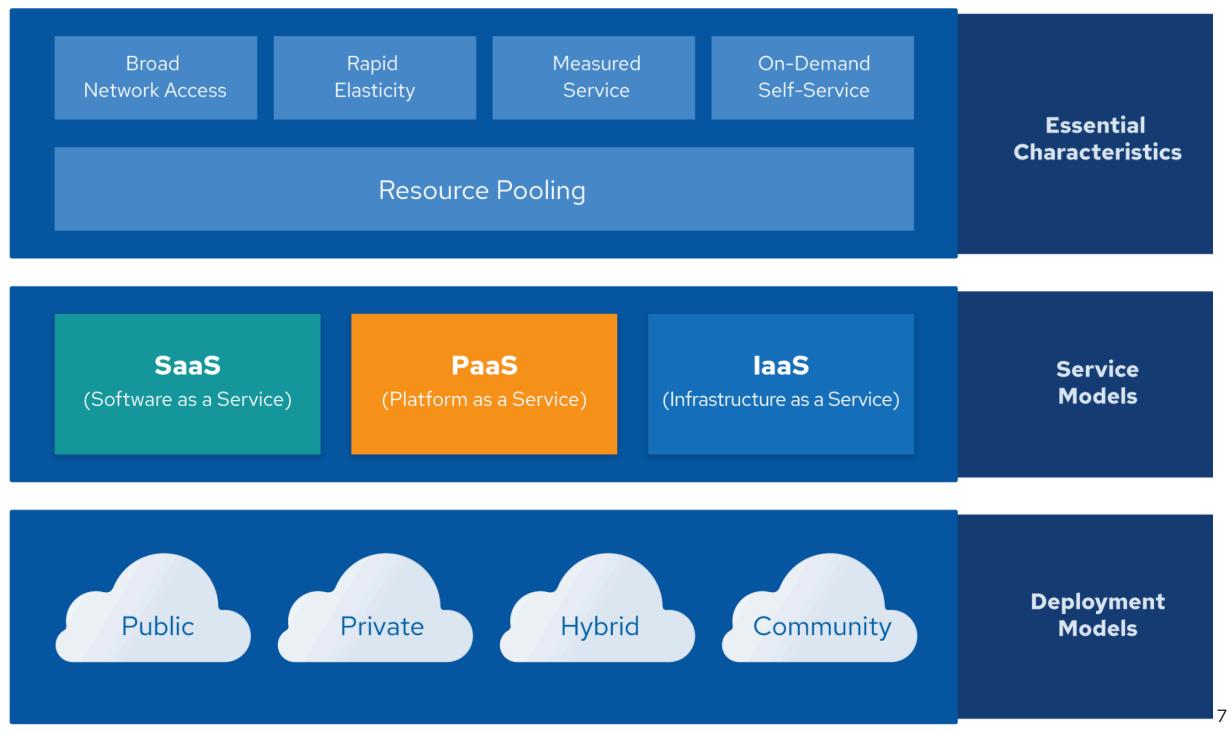 Broad
Network Access
Rapid
Elasticity
Measured
Service
On-Demand
Self-Service
Resource Pooling
Essential
Characteristics
SaaS
(Software as a Service)
PaaS
(Platform as a Service)
IaaS
(Infrastructure as a Service)
Service
Models
Public
Private
Hybrid
Community
Deployment
Models
7